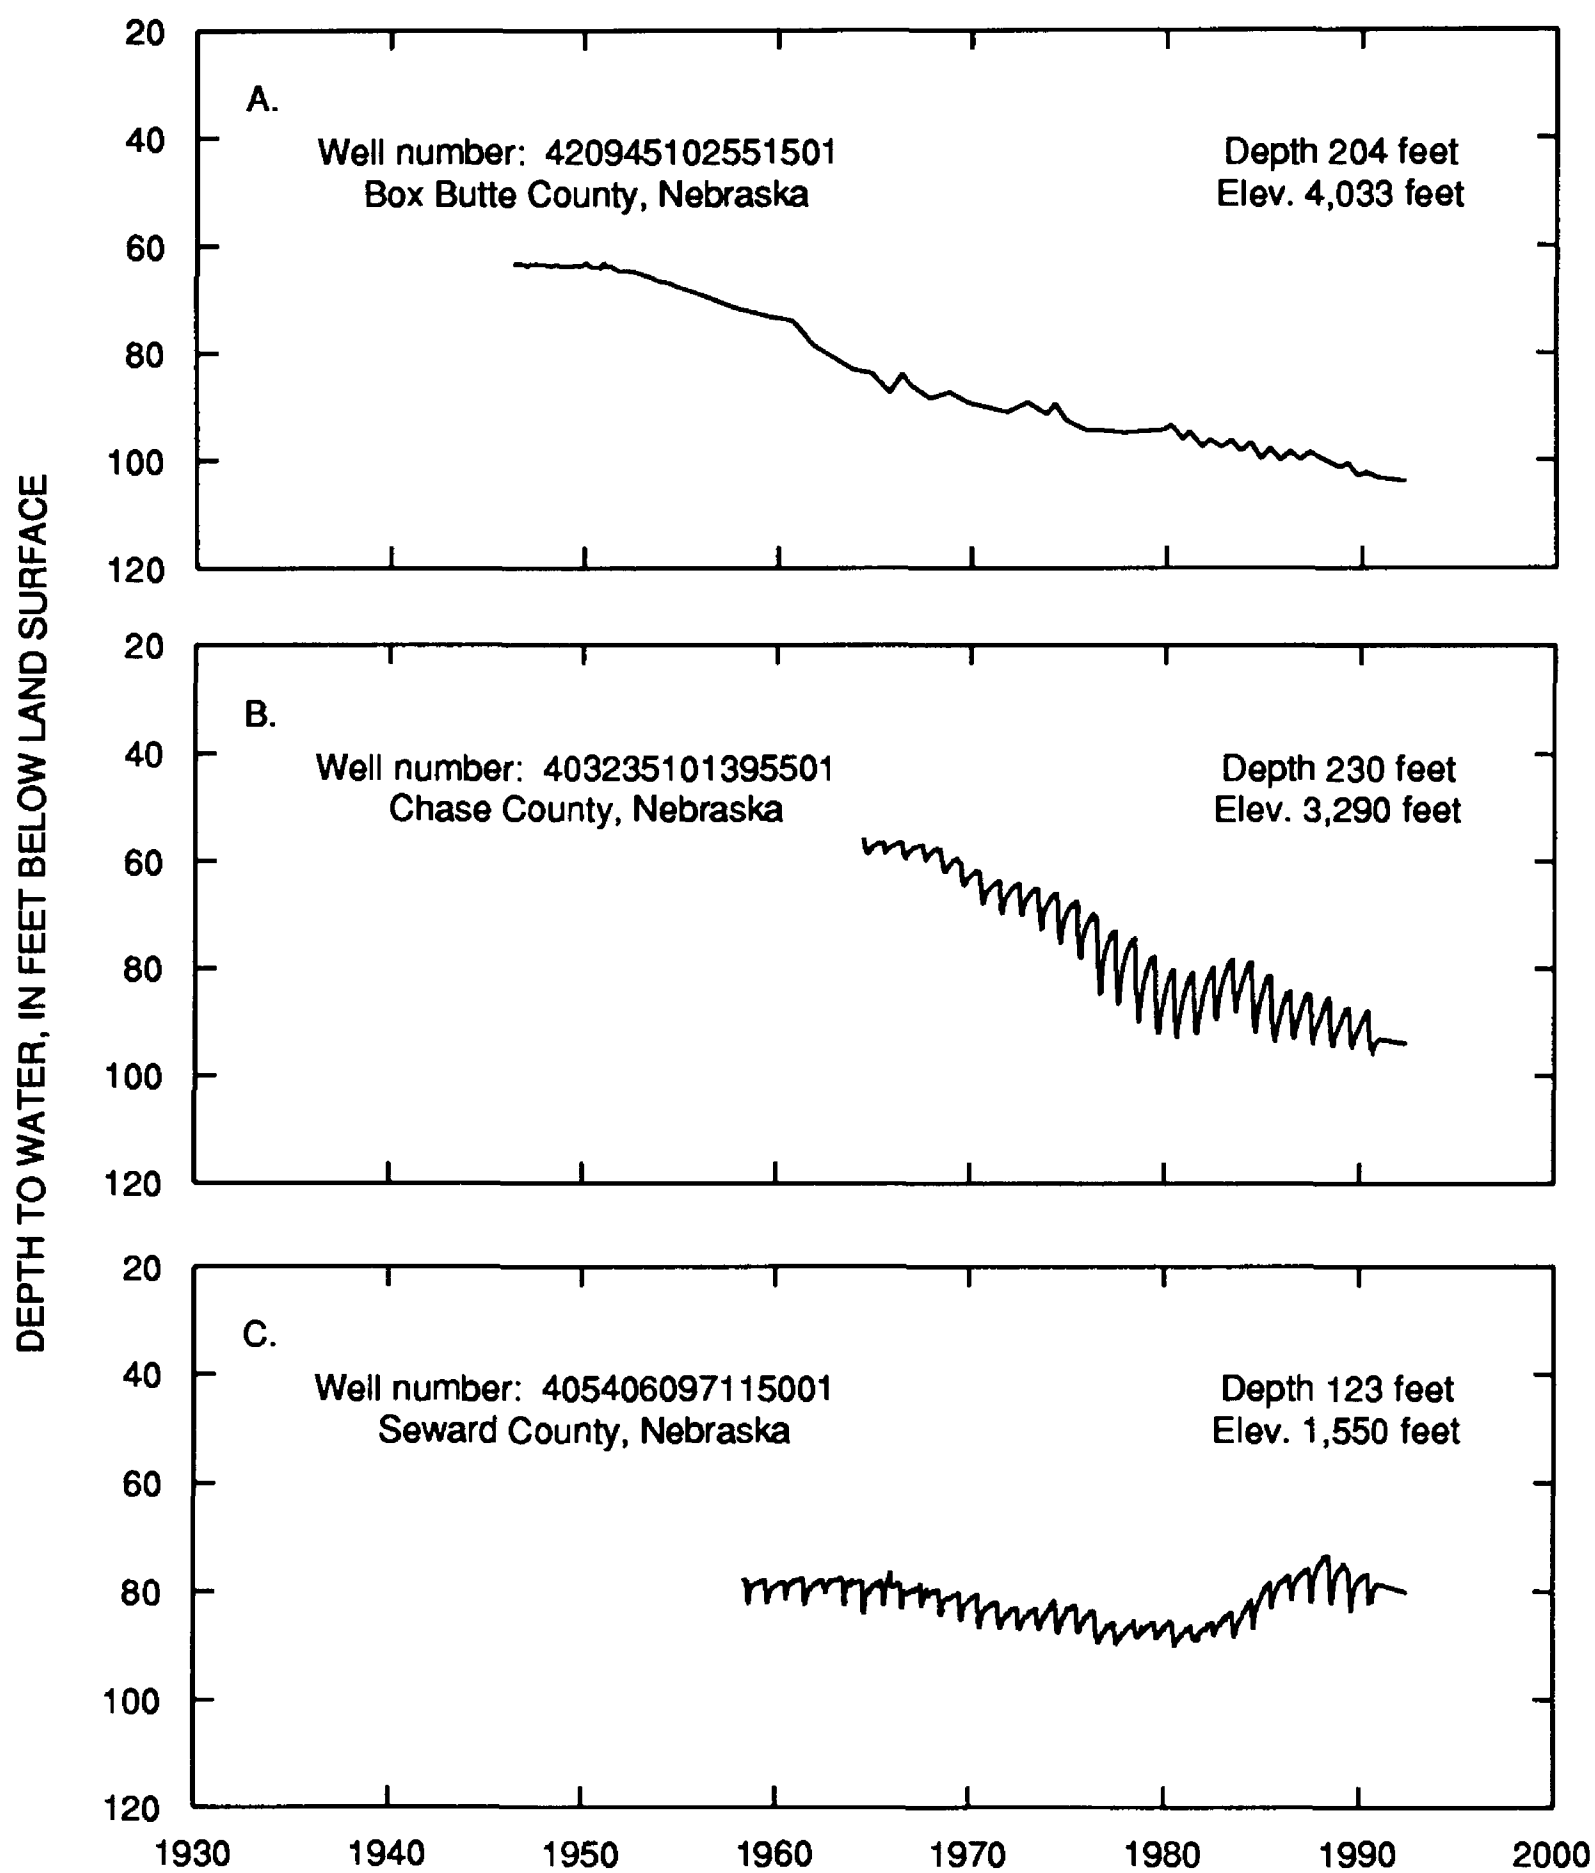 DEPTH TO WATER, IN FEET BELOW LAND SURFACE
20
A.
40
Well number: 420945102551501
Depth 204 feet
Box Butte County, Nebraska
Elev. 4,033 feet
60
80
100
120
20
B.
40
Well number: 403235101395501
Depth 230 feet
Chase County, Nebraska
Elev. 3,290 feet
60
80
100
120
20
C.
40
Well number: 405406097115001
Depth 123 feet
Seward County, Nebraska
Elev. 1,550 feet
60
80
100
120
1930 1940 1950 1960 1970 1980 1990 2000